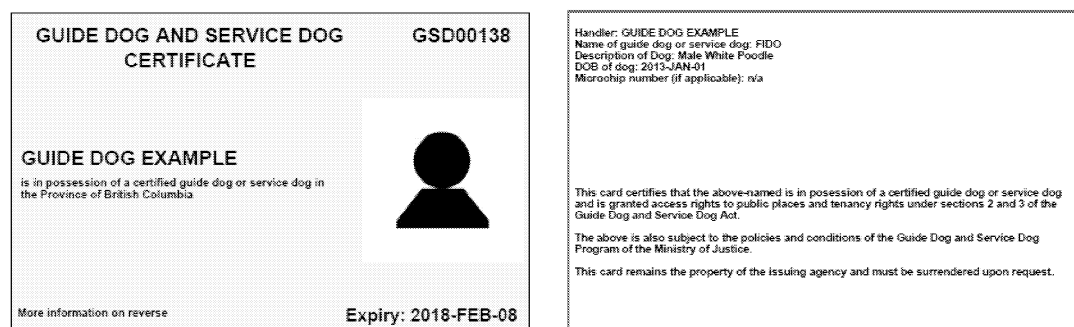 GUIDE DOG AND SERVICE DOG CERTIFICATE
GSD00138
GUIDE DOG EXAMPLE
is in possession of a certified guide dog or service dog in
the Province of British Columbia
More information on reverse
Expiry: 2018-FEB-08
Handler: GUIDE DOG EXAMPLE
Name of guide dog or service dog: FIDO
Description of Dog: Male White Poodle
DOB of dog: 2013-JAN-01
Microchip number (if applicable): n/a
This card certifies that the above-named is in posession of a certified guide dog or service dog
and is granted access rights to public places and tenancy rights under sections 2 and 3 of the
Guide Dog and Service Dog Act.
The above is also subject to the policies and conditions of the Guide Dog and Service Dog
Program of the Ministry of Justice.
This card remains the property of the issuing agency and must be surrendered upon request.